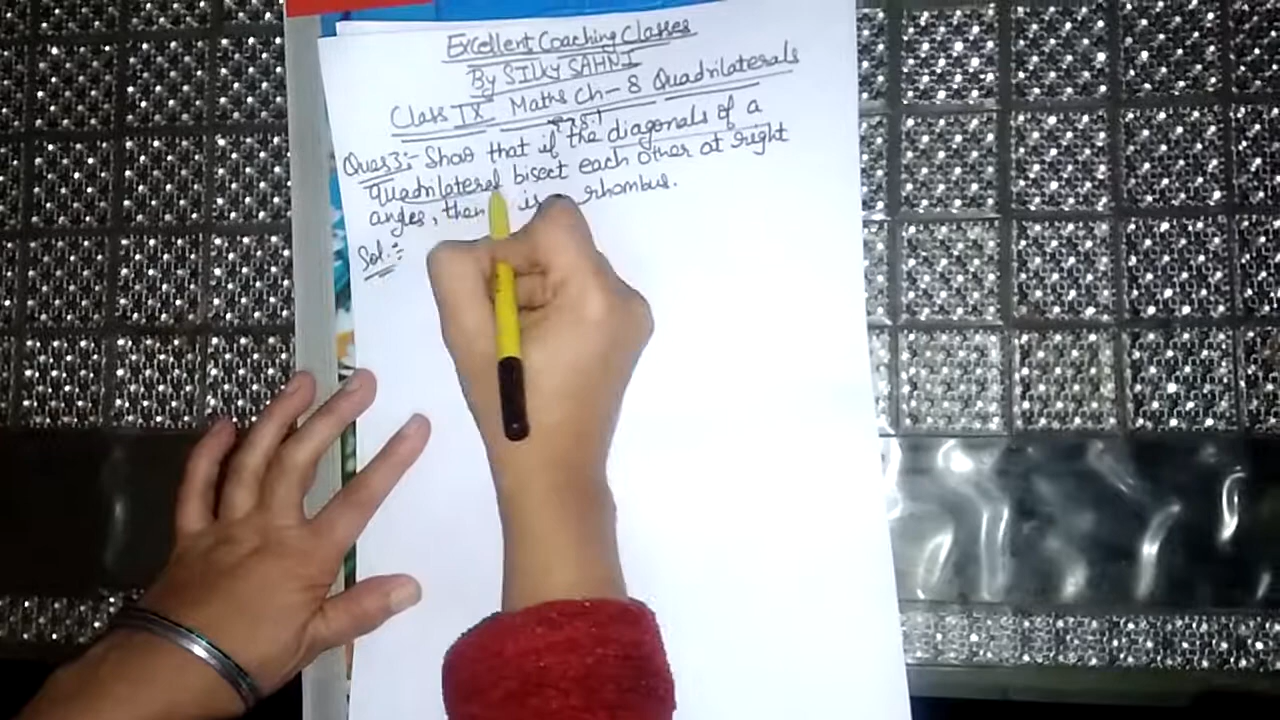 Excellent Coaching Classes
By SILKY SAHNI
Class IX Maths Ch-8 Quadrilaterals
Ques3:- Show that if the diagonals of a
quadrilateral bisect each other at right
angles, then is rhombus.
Sol.:-